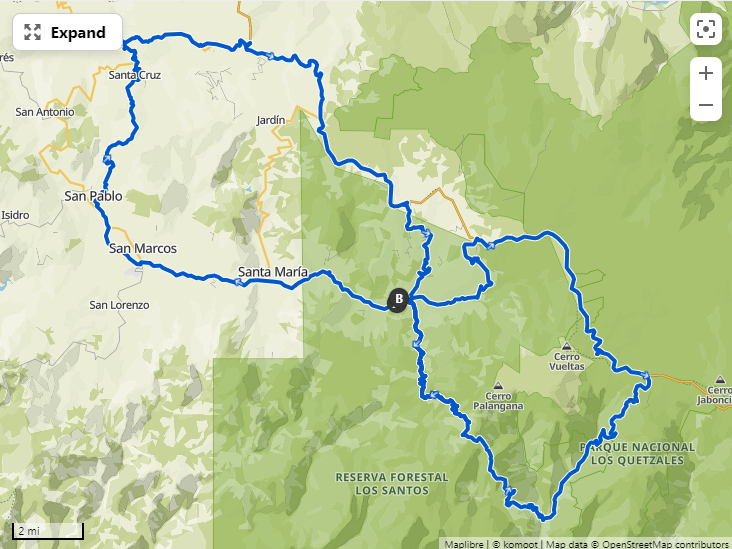 Expand
rés
Santa Cruz
San Antonio
Jardín
San Pablo
Isidro
San Marcos
Santa María
San Lorenzo
B
Cerro
Vueltas
Cerro
Palangana
Cerro
Jabonci
PARQUE NACIONAL
LOS QUETZALES
RESERVA FORESTAL
LOS SANTOS
2 mi
Maplibre | © komoot | Map data © OpenStreetMap contributors